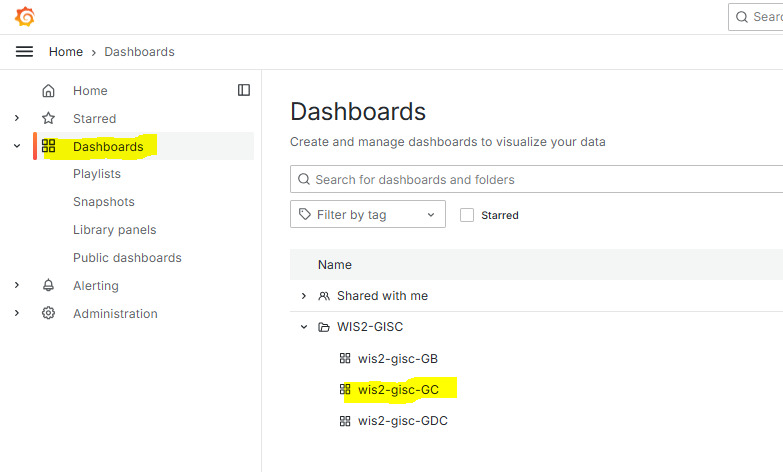 Sear
Home › Dashboards
Home
Starred
Dashboards
Playlists
Snapshots
Library panels
Public dashboards
Alerting
Administration
Dashboards
Create and manage dashboards to visualize your data
Search for dashboards and folders
Filter by tag
Starred
Name
Shared with me
WIS2-GISC
wis2-gisc-GB
wis2-gisc-GC
wis2-gisc-GDC